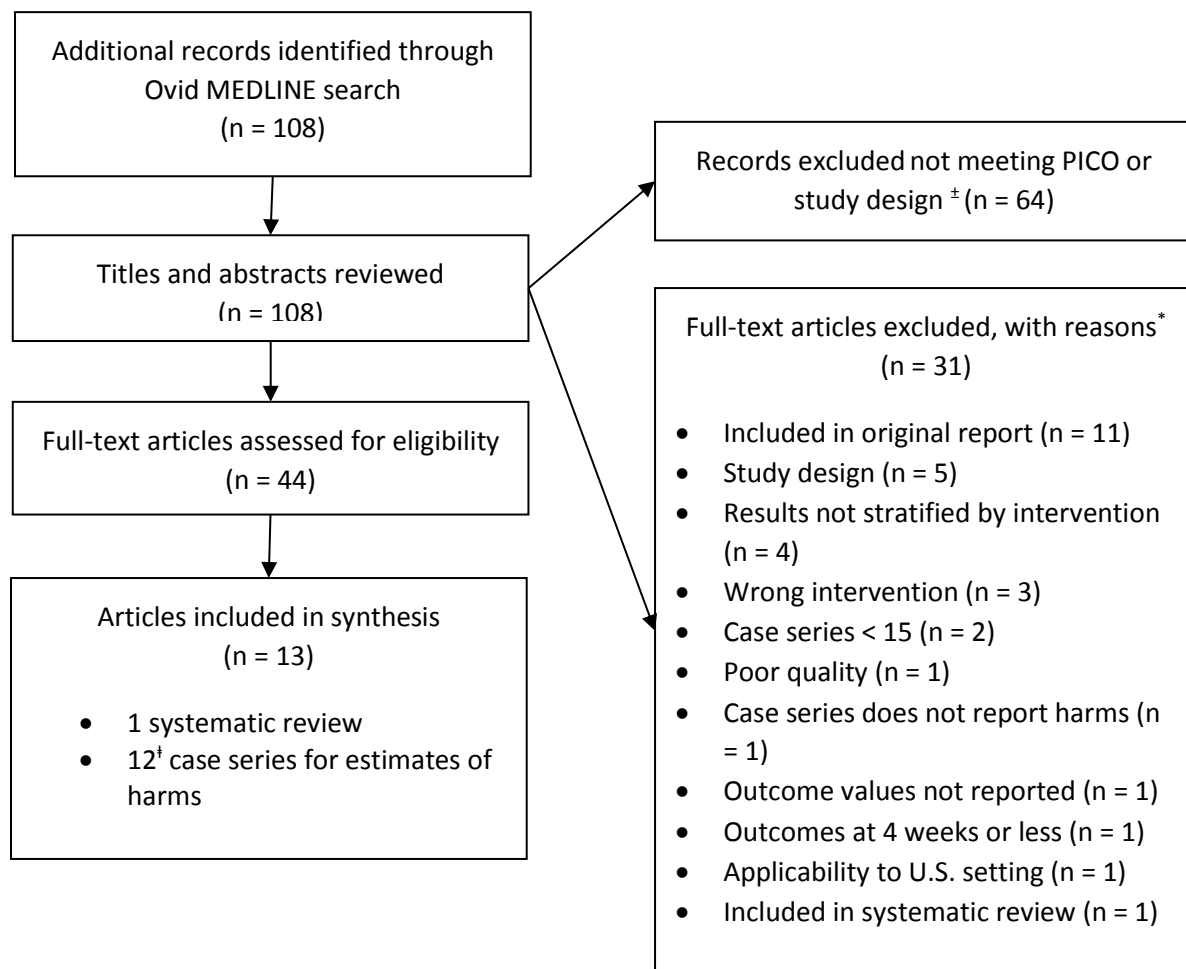 Additional records identified through
Ovid MEDLINE search
(n = 108)
Titles and abstracts reviewed
(n = 108)
Full-text articles assessed for eligibility
(n = 44)
Articles included in synthesis
(n = 13)
• 1 systematic review
• 12ǂ case series for estimates of
harms
Records excluded not meeting PICO or
study design ± (n = 64)
Full-text articles excluded, with reasons*
(n = 31)
• Included in original report (n = 11)
• Study design (n = 5)
• Results not stratified by intervention
(n = 4)
• Wrong intervention (n = 3)
• Case series < 15 (n = 2)
• Poor quality (n = 1)
• Case series does not report harms (n
= 1)
• Outcome values not reported (n = 1)
• Outcomes at 4 weeks or less (n = 1)
• Applicability to U.S. setting (n = 1)
• Included in systematic review (n = 1)